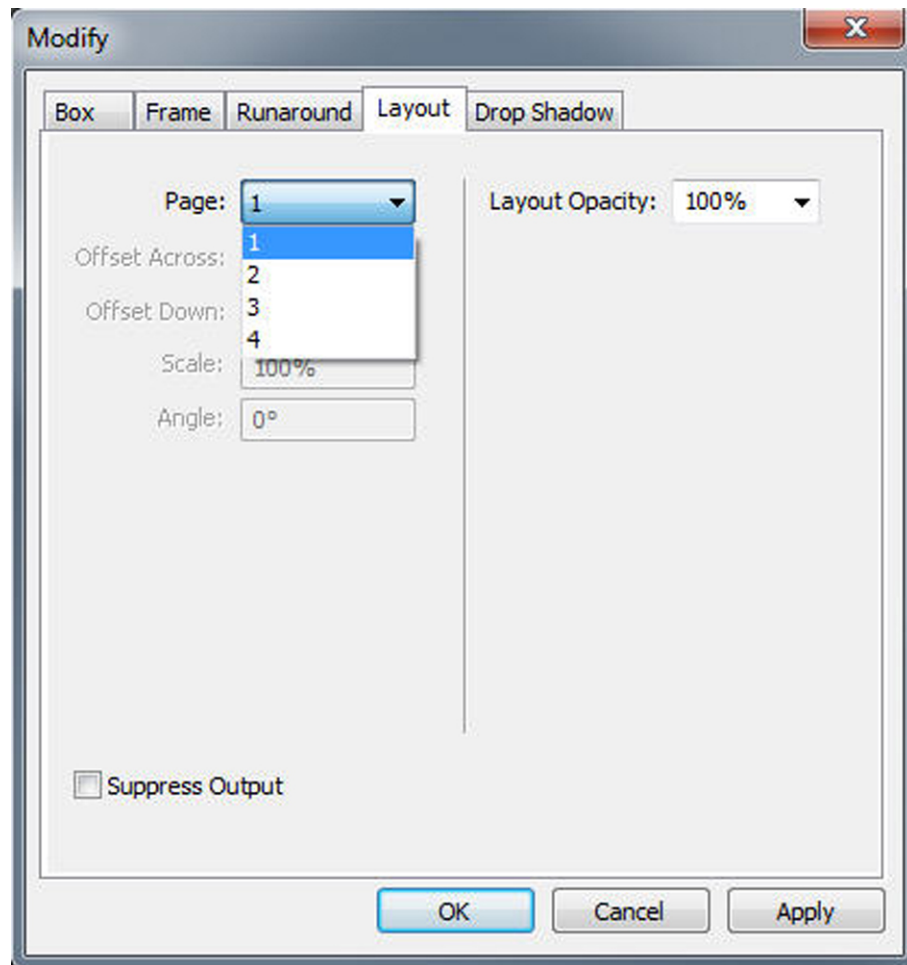 Modify
Box Frame Runaround Layout Drop Shadow
Page: 1 Layout Opacity: 100%
1
Offset Across:
2
Offset Down: 3
4
Scale: 100%
Angle: 0°
Suppress Output
OK Cancel Apply